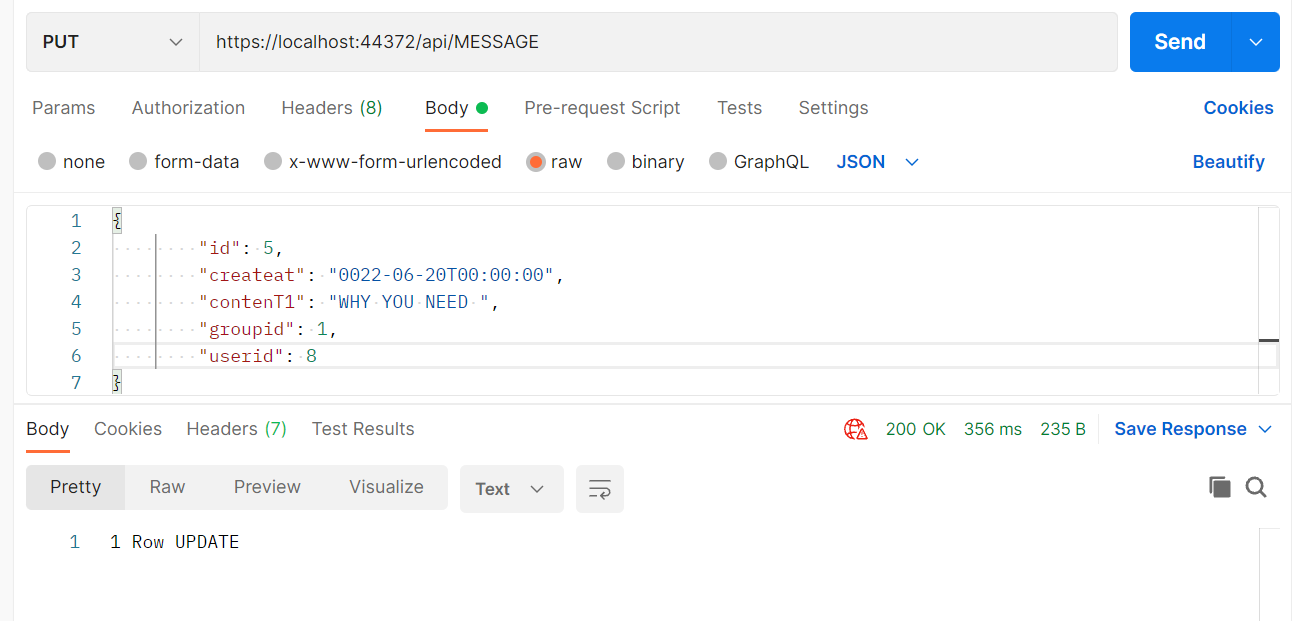 PUT https://localhost:44372/api/MESSAGE Send
Params Authorization Headers (8) Body Pre-request Script Tests Settings Cookies
none form-data x-www-form-urlencoded raw binary GraphQL JSON Beautify
1 {
2 "id": 5,
3 "createat": "0022-06-20T00:00:00",
4 "contenT1": "WHY YOU NEED ",
5 "groupid": 1,
6 "userid": 8
7 }
Body Cookies Headers (7) Test Results 200 OK 356 ms 235 B Save Response
Pretty Raw Preview Visualize Text
1 1 Row UPDATE